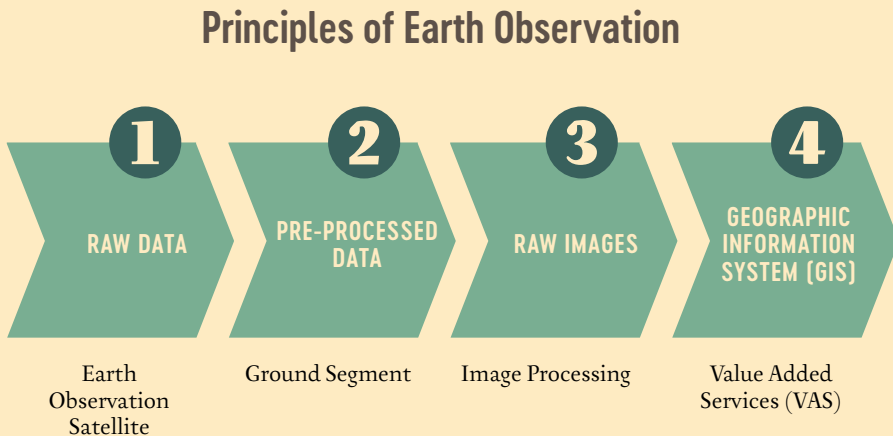 Principles of Earth Observation
1
RAW DATA
Earth
Observation
Satellite
2
PRE-PROCESSED
DATA
Ground Segment
3
RAW IMAGES
Image Processing
4
GEOGRAPHIC
INFORMATION
SYSTEM (GIS)
Value Added
Services (VAS)